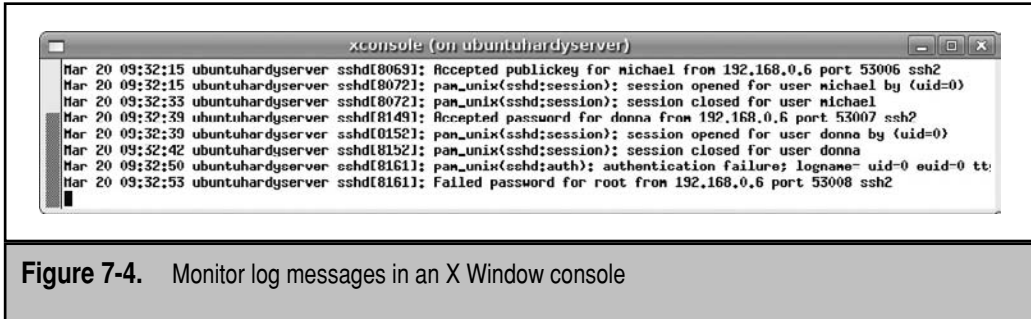 xconsole (on ubuntuhardyserver)
Mar 20 09:32:15 ubuntuhardyserver sshd[8069]: Accepted publickey for michael from 192.168.0.6 port 53006 ssh2
Mar 20 09:32:15 ubuntuhardyserver sshd[8072]: pam_unix(sshd:session): session opened for user michael by (uid=0)
Mar 20 09:32:33 ubuntuhardyserver sshd[8072]: pam_unix(sshd:session): session closed for user michael
Mar 20 09:32:39 ubuntuhardyserver sshd[8149]: Accepted password for donna from 192.168.0.6 port 53007 ssh2
Mar 20 09:32:39 ubuntuhardyserver sshd[8152]: pam_unix(sshd:session): session opened for user donna by (uid=0)
Mar 20 09:32:42 ubuntuhardyserver sshd[8152]: pam_unix(sshd:session): session closed for user donna
Mar 20 09:32:50 ubuntuhardyserver sshd[8161]: pam_unix(sshd:auth): authentication failure; logname= uid=0 euid=0 tt
Mar 20 09:32:53 ubuntuhardyserver sshd[8161]: Failed password for root from 192.168.0.6 port 53008 ssh2
Figure 7-4. Monitor log messages in an X Window console